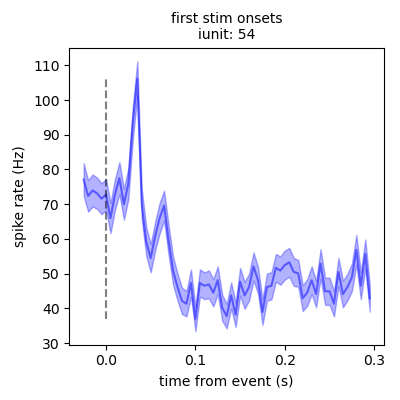 first stim onsets
iunit: 54
spike rate (Hz)
110
100
90
80
70
60
50
40
30
0.0 0.1 0.2 0.3
time from event (s)